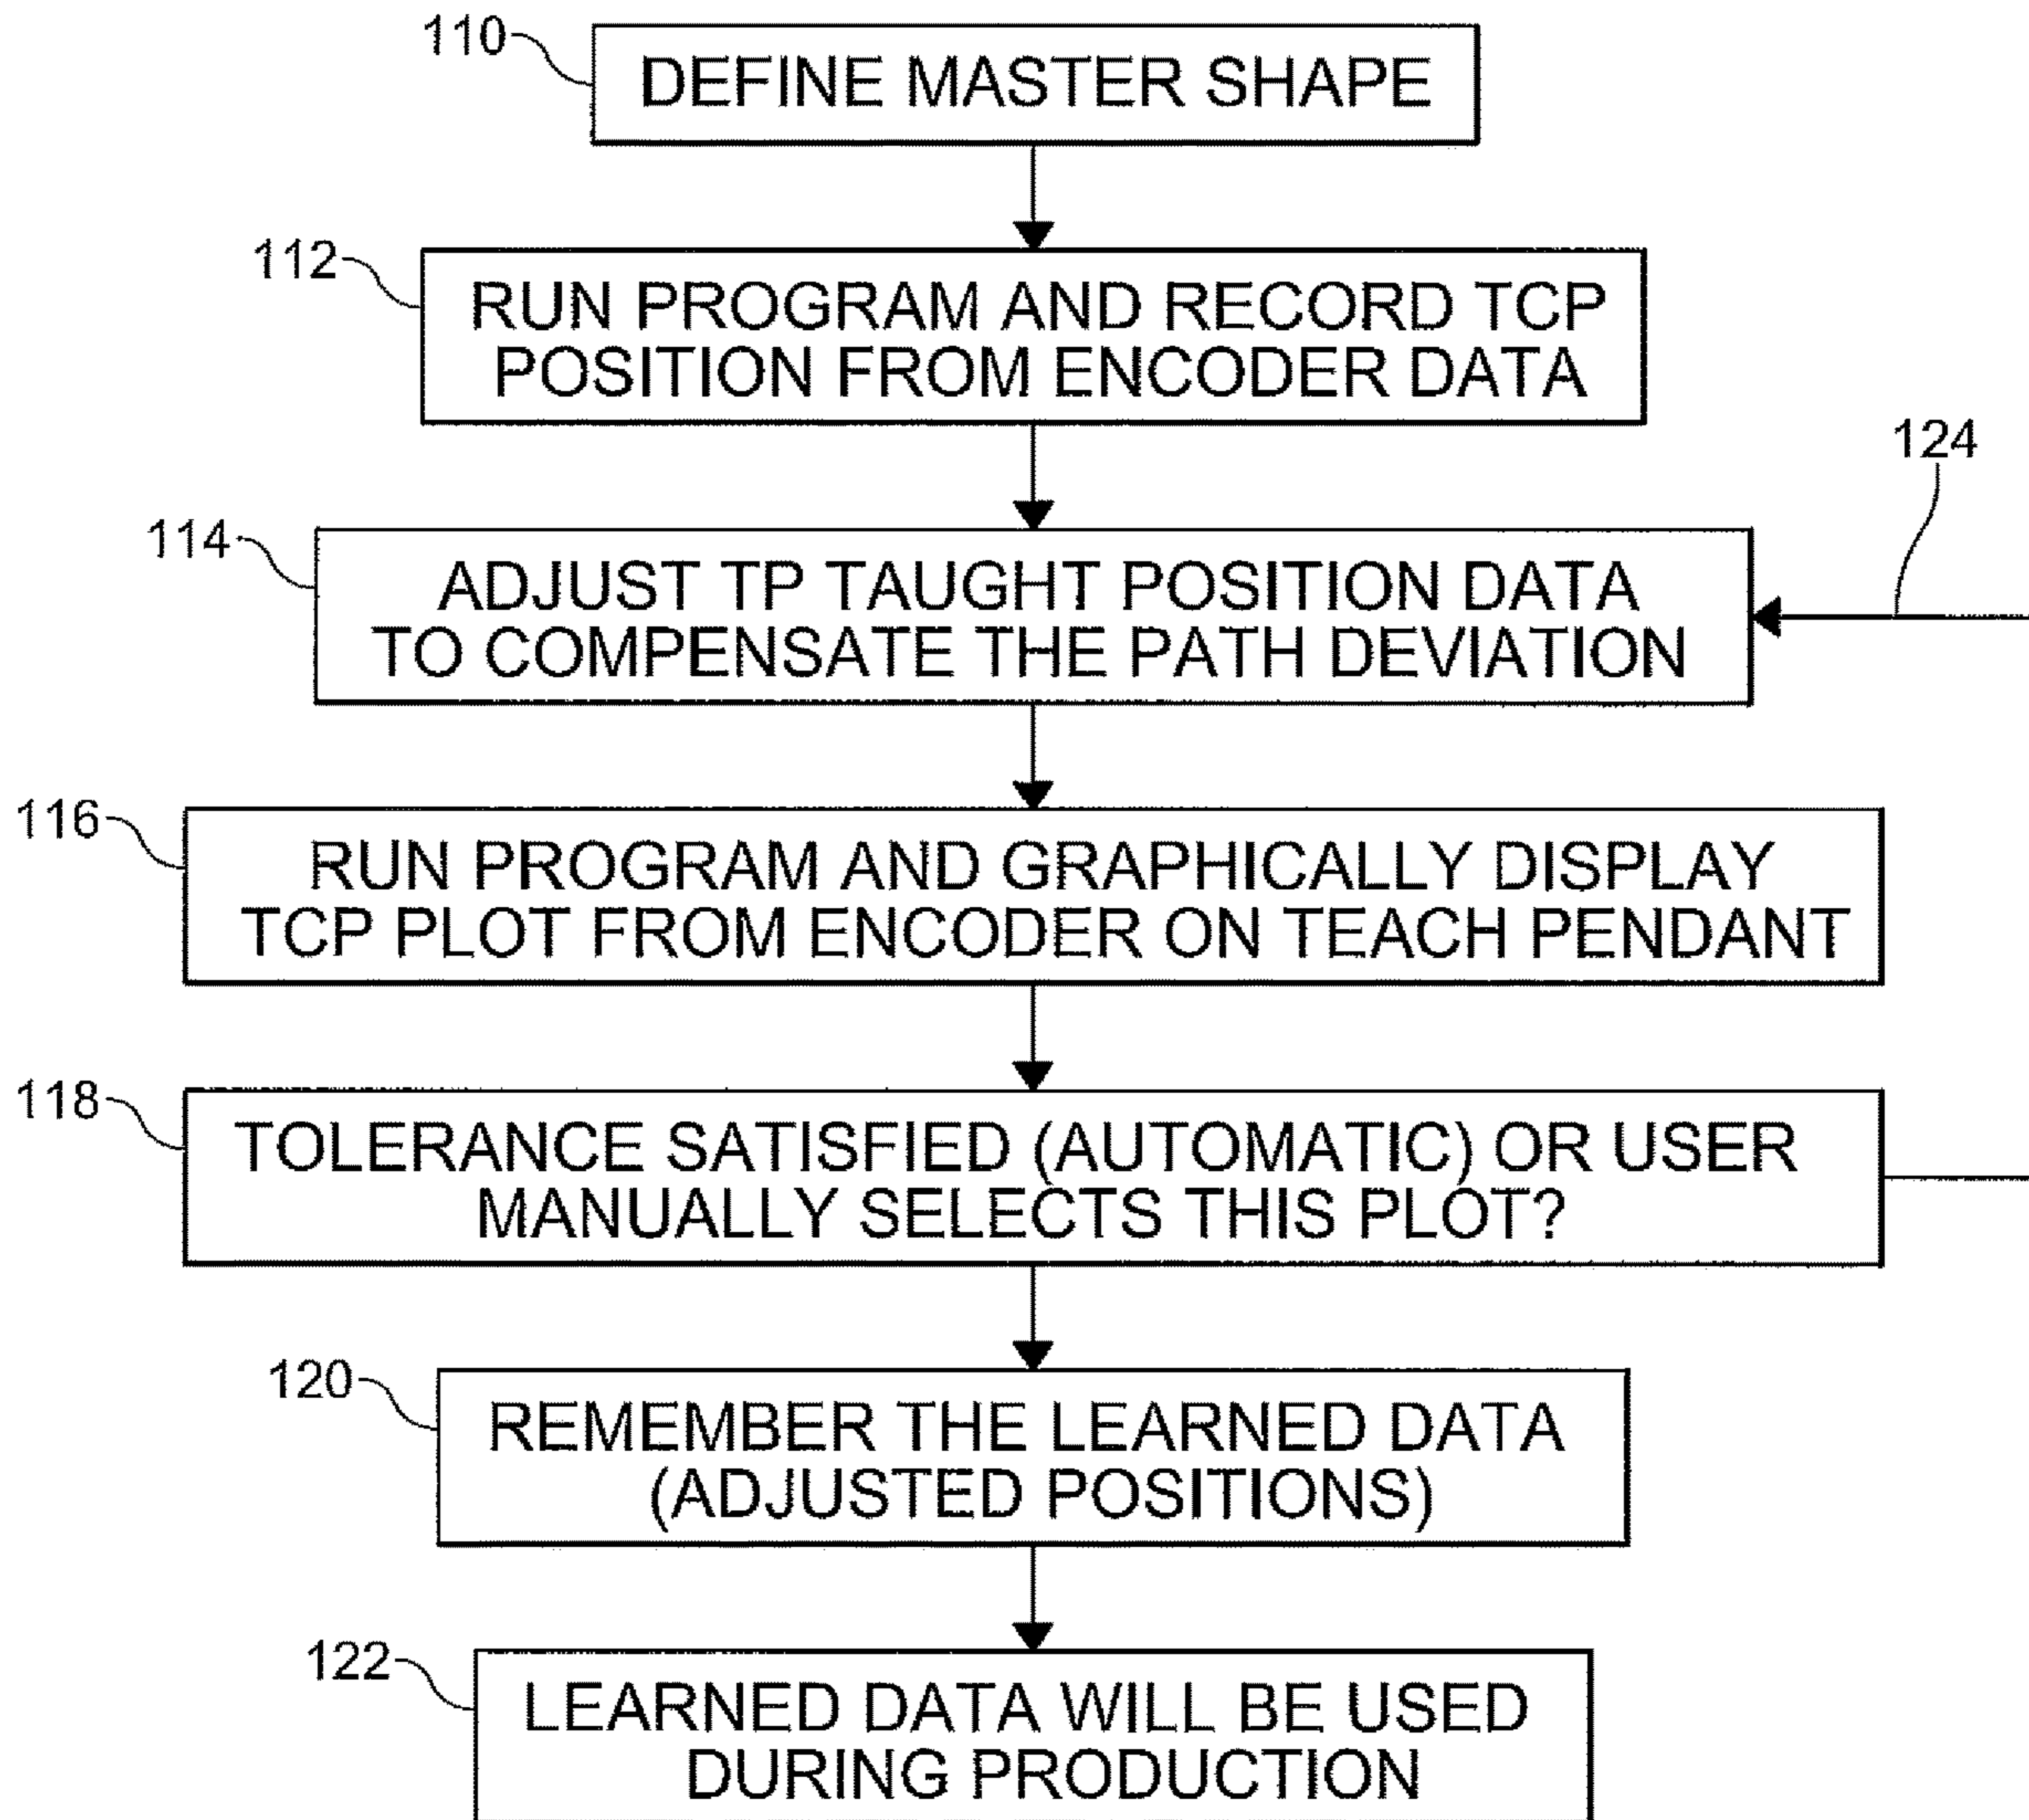 110
DEFINE MASTER SHAPE
112
RUN PROGRAM AND RECORD TCP
POSITION FROM ENCODER DATA
124
114
ADJUST TP TAUGHT POSITION DATA
TO COMPENSATE THE PATH DEVIATION
116
RUN PROGRAM AND GRAPHICALLY DISPLAY
TCP PLOT FROM ENCODER ON TEACH PENDANT
118
TOLERANCE SATISFIED (AUTOMATIC) OR USER
MANUALLY SELECTS THIS PLOT?
120
REMEMBER THE LEARNED DATA
(ADJUSTED POSITIONS)
122
LEARNED DATA WILL BE USED
DURING PRODUCTION